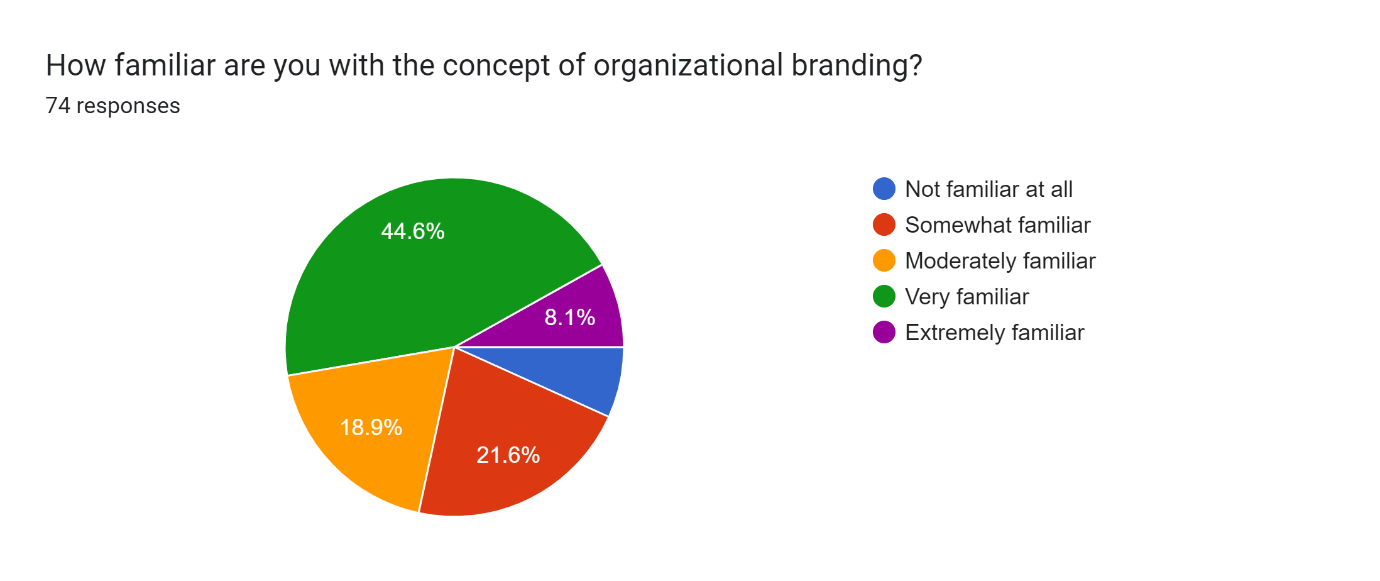 How familiar are you with the concept of organizational branding?
74 responses
44.6%
8.1%
18.9%
21.6%
Not familiar at all
Somewhat familiar
Moderately familiar
Very familiar
Extremely familiar